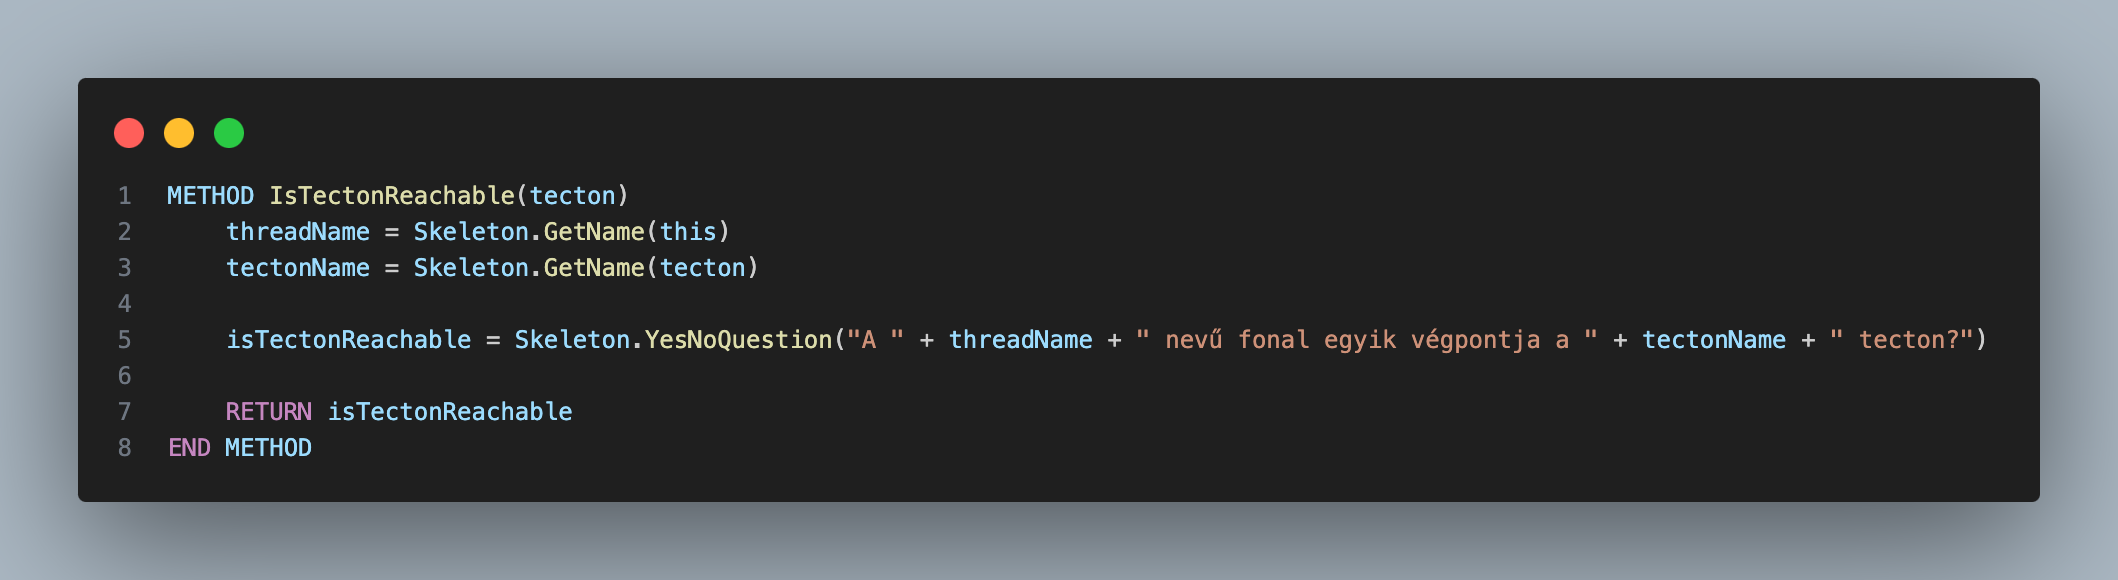 1 METHOD IsTectonReachable(tecton)
2     threadName = Skeleton.GetName(this)
3     tectonName = Skeleton.GetName(tecton)
4
5     isTectonReachable = Skeleton.YesNoQuestion("A " + threadName + " nevű fonal egyik végpontja a " + tectonName + " tecton?")
6
7     RETURN isTectonReachable
8 END METHOD